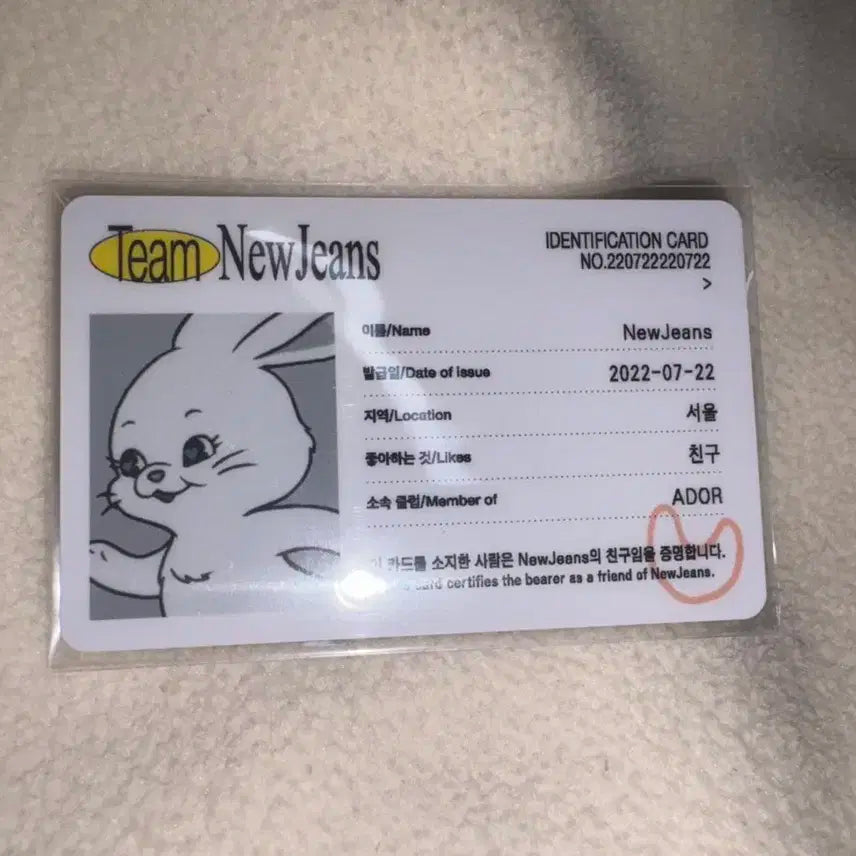 Team NewJeans
IDENTIFICATION CARD
NO.220722220722
>
이름/Name NewJeans
발급일/Date of issue 2022-07-22
지역/Location 서울
좋아하는 것/Likes 친구
소속 클럽/Member of ADOR
카드를 소지한 사람은 NewJeans의 친구임을 증명합니다.
card certifies the bearer as a friend of NewJeans.